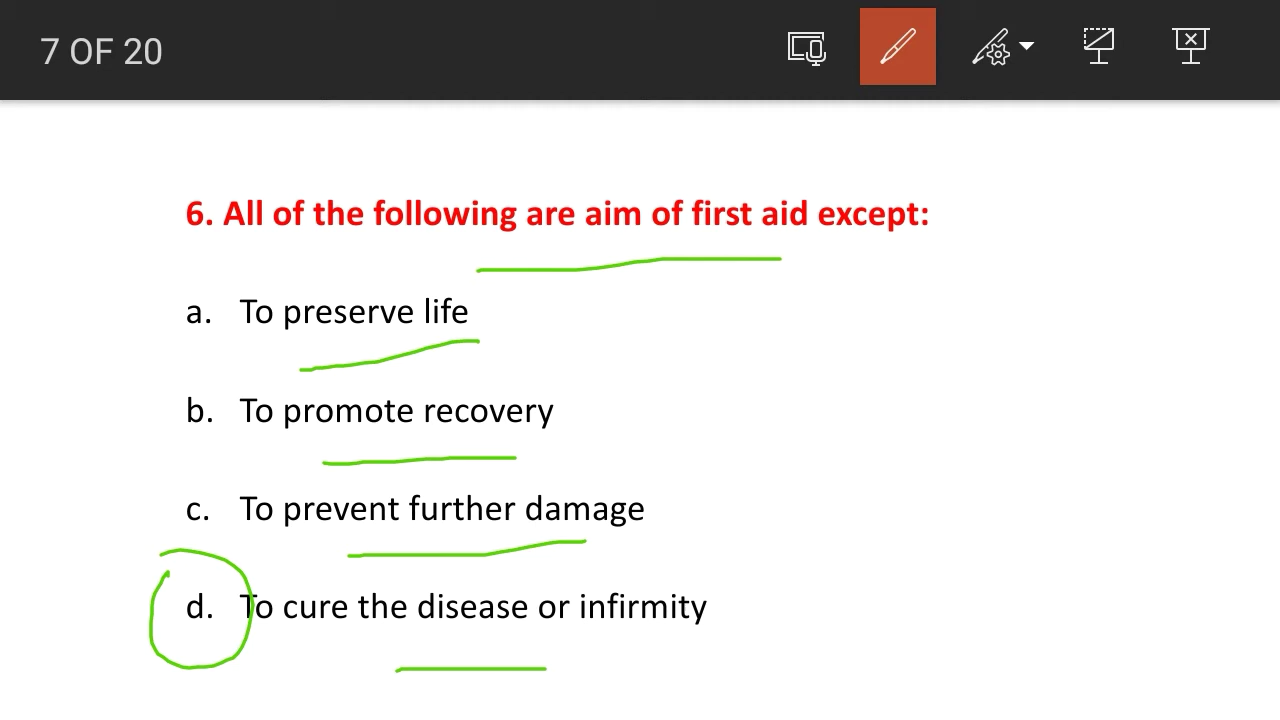 7 OF 20
6. All of the following are aim of first aid except:
a. To preserve life
b. To promote recovery
c. To prevent further damage
d. To cure the disease or infirmity